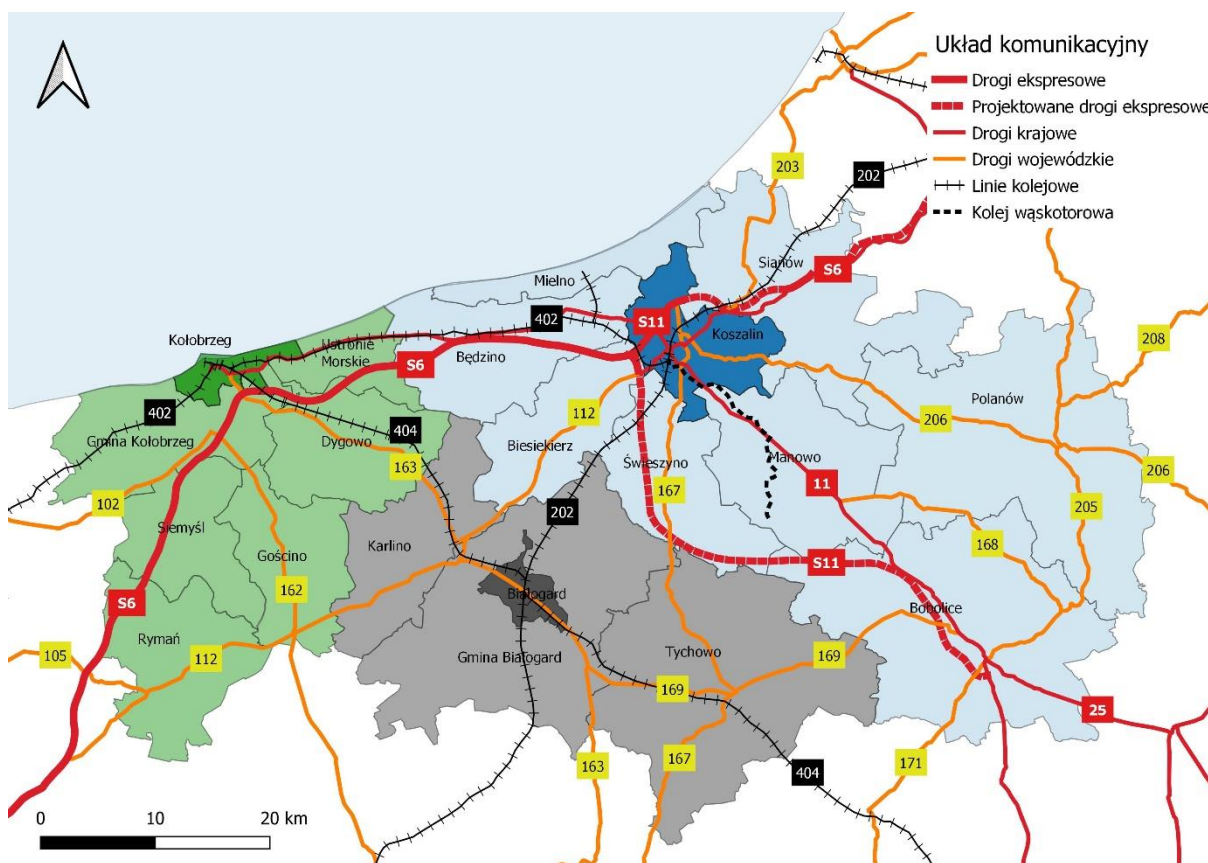 Układ komunikacyjny
Drogi ekspresowe
Projektowane drogi ekspresowe
Drogi krajowe
Drogi wojewódzkie
Linie kolejowe
Kolej wąskotorowa
203
202
Sianów
S6
Mielno
402
S11
Koszalin
208
Kołobrzeg
Ustronie
Morskie
S6
Będzino
Polanów
402
Gmina Kołobrzeg
Dygowo
404
163
112
Biesiekierz
Świeszyno
167
Manowo
11
206
206
102
Siemyśl
Gościno
Karlino
202
205
168
S6
162
Białogard
S11
Bobolice
105
Rymań
112
Gmina Białogard
Tychowo
169
169
25
163
167
404
171
0
10
20 km